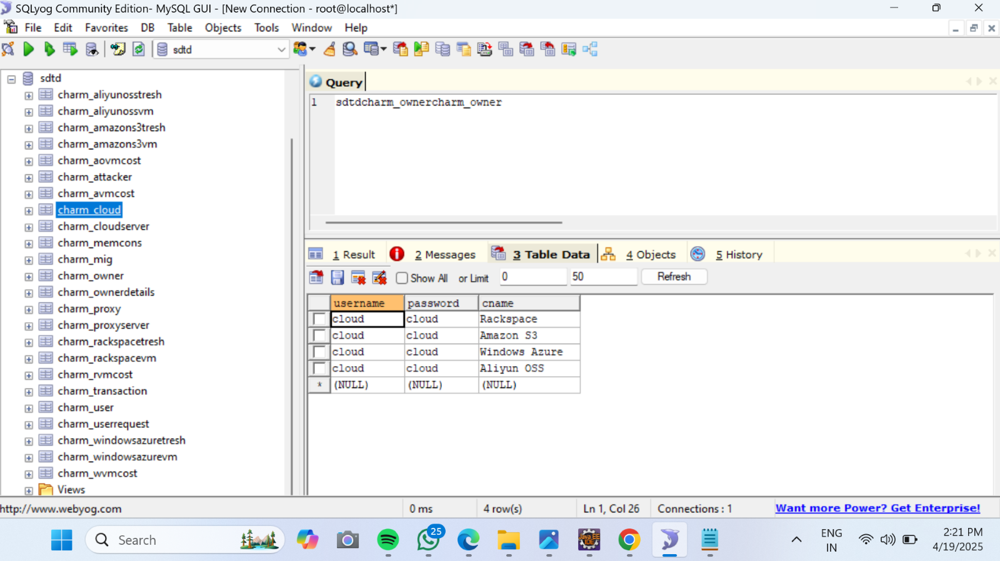 SQLyog Community Edition- MySQL GUI - [New Connection - root@localhost*]
File Edit Favorites DB Table Objects Tools Window Help
sdtd
sdtd
charm_aliyunosstresh
charm_aliyunossvm
charm_amazons3tresh
charm_amazons3vm
charm_aovmcost
charm_attacker
charm_avmcost
charm_cloud
charm_cloudserver
charm_memcons
charm_mig
charm_owner
charm_ownerdetails
charm_proxy
charm_proxyserver
charm_rackspacetresh
charm_rackspacevm
charm_rvmcost
charm_transaction
charm_user
charm_userrequest
charm_windowsazuretresh
charm_windowsazurevm
charm_wvmcost
Views
Query
1 sdtdcharm_ownercharm_owner
1 Result 2 Messages 3 Table Data 4 Objects 5 History
Show All or Limit 0 50 Refresh
username password cname
cloud cloud Rackspace
cloud cloud Amazon S3
cloud cloud Windows Azure
cloud cloud Aliyun OSS
* (NULL) (NULL) (NULL)
http://www.webyog.com 0 ms 4 row(s) Ln 1, Col 26 Connections : 1 Want more Power? Get Enterprise!
Search 25 Java EE IDE ENG 2:21 PM
IN 4/19/2025